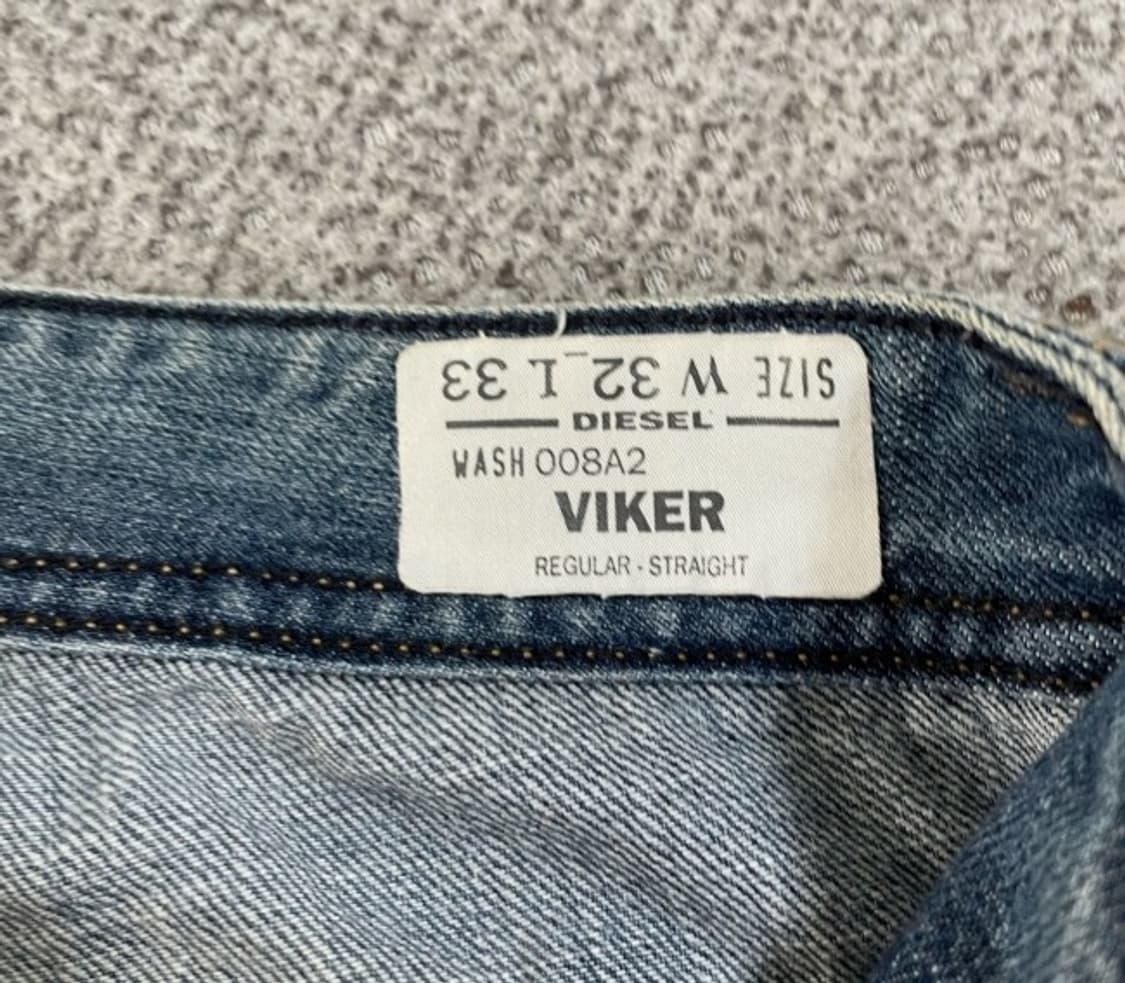 SIZE W 32 L 33
DIESEL
WASH 008A2
VIKER
REGULAR - STRAIGHT